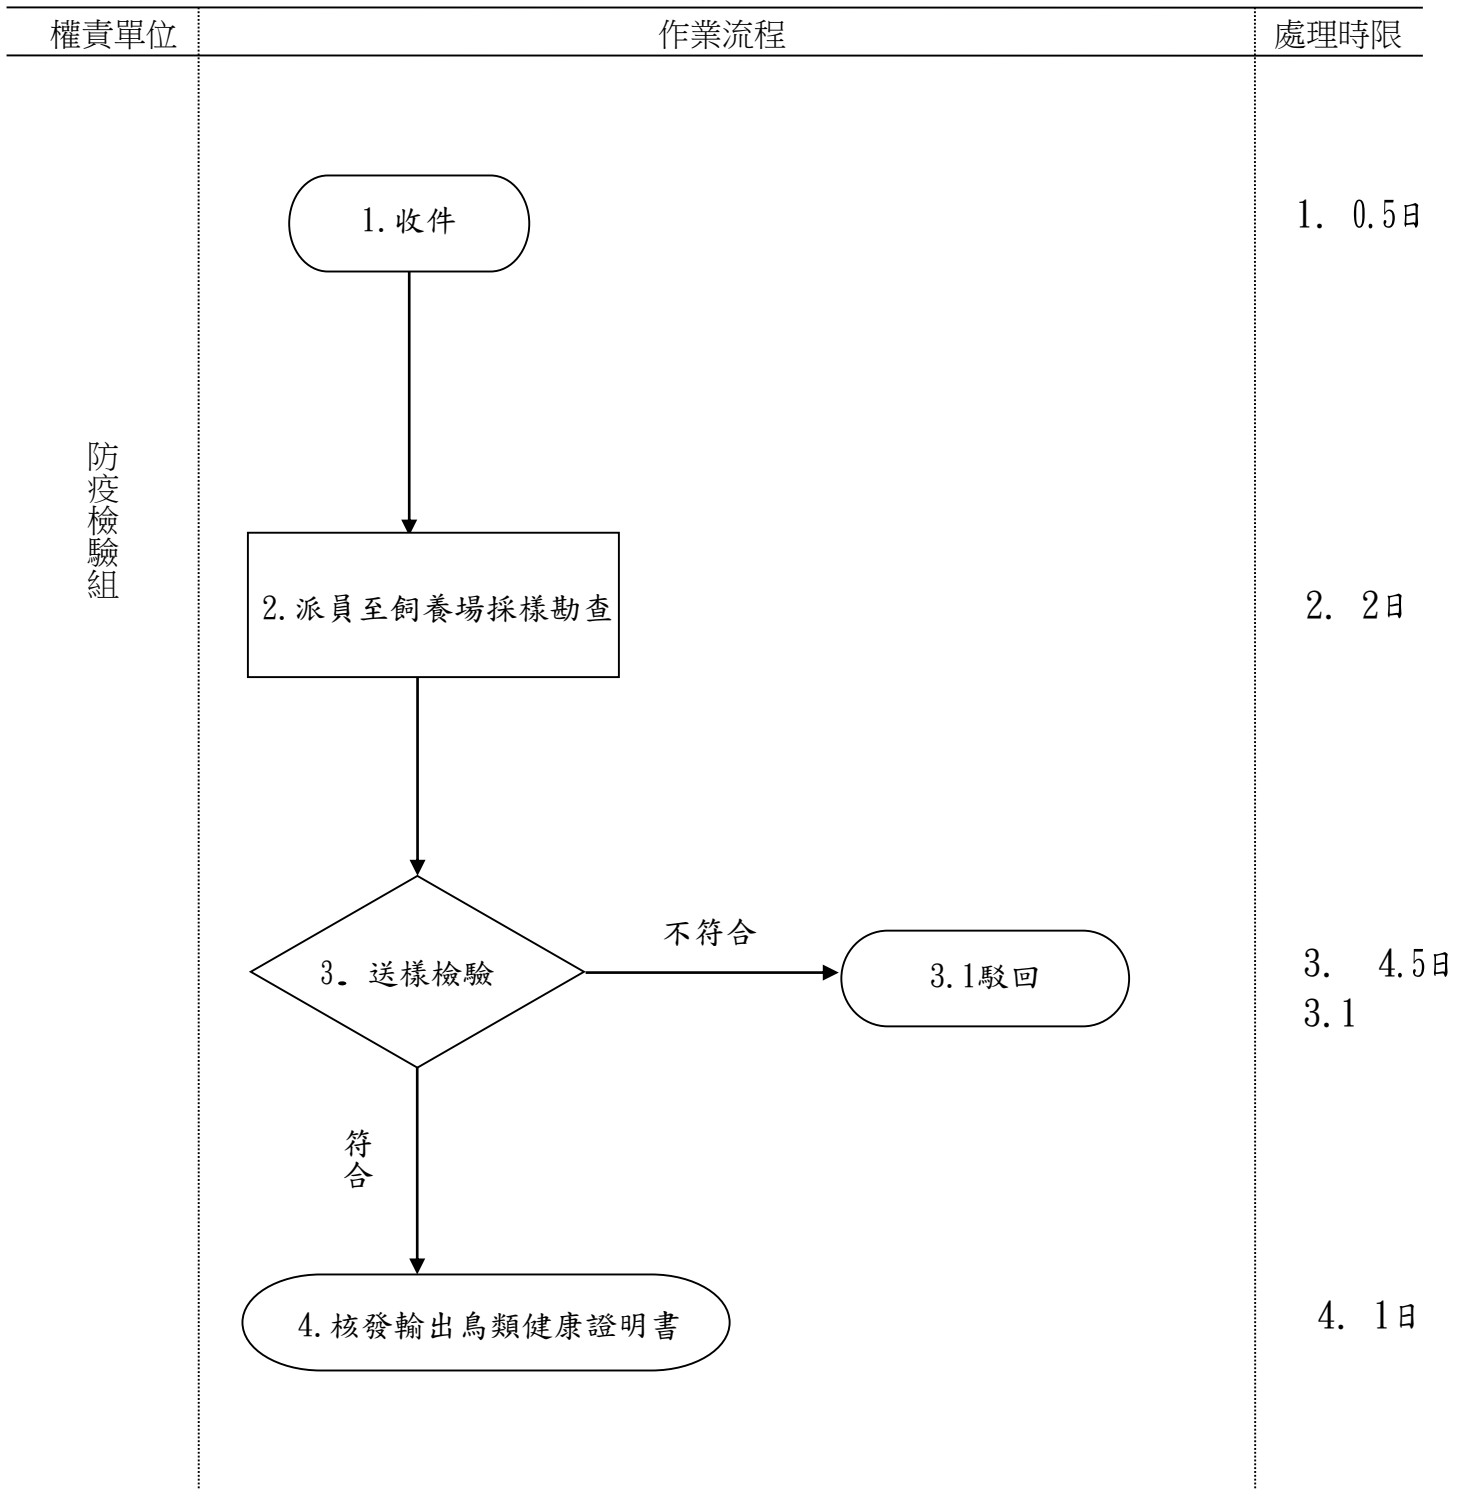 權責單位 作業流程 處理時限
1.收件
1. 0.5日
防疫檢驗組
2.派員至飼養場採樣勘查
2. 2日
不符合
3. 送樣檢驗
3.1駁回
3. 4.5日
3.1
符合
4.核發輸出鳥類健康證明書
4. 1日